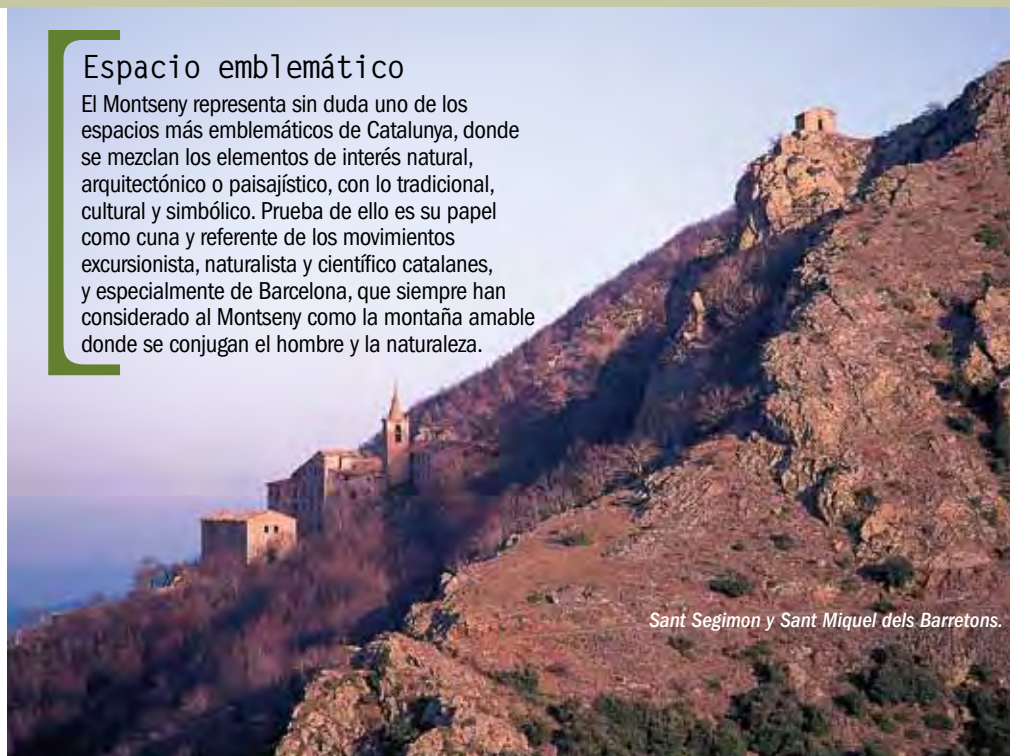 Espacio emblemático
El Montseny representa sin duda uno de los
espacios más emblemáticos de Catalunya, donde
se mezclan los elementos de interés natural,
arquitectónico o paisajístico, con lo tradicional,
cultural y simbólico. Prueba de ello es su papel
como cuna y referente de los movimientos
excursionista, naturalista y científico catalanes,
y especialmente de Barcelona, que siempre han
considerado al Montseny como la montaña amable
donde se conjugan el hombre y la naturaleza.
Sant Segimon y Sant Miquel dels Barretons.